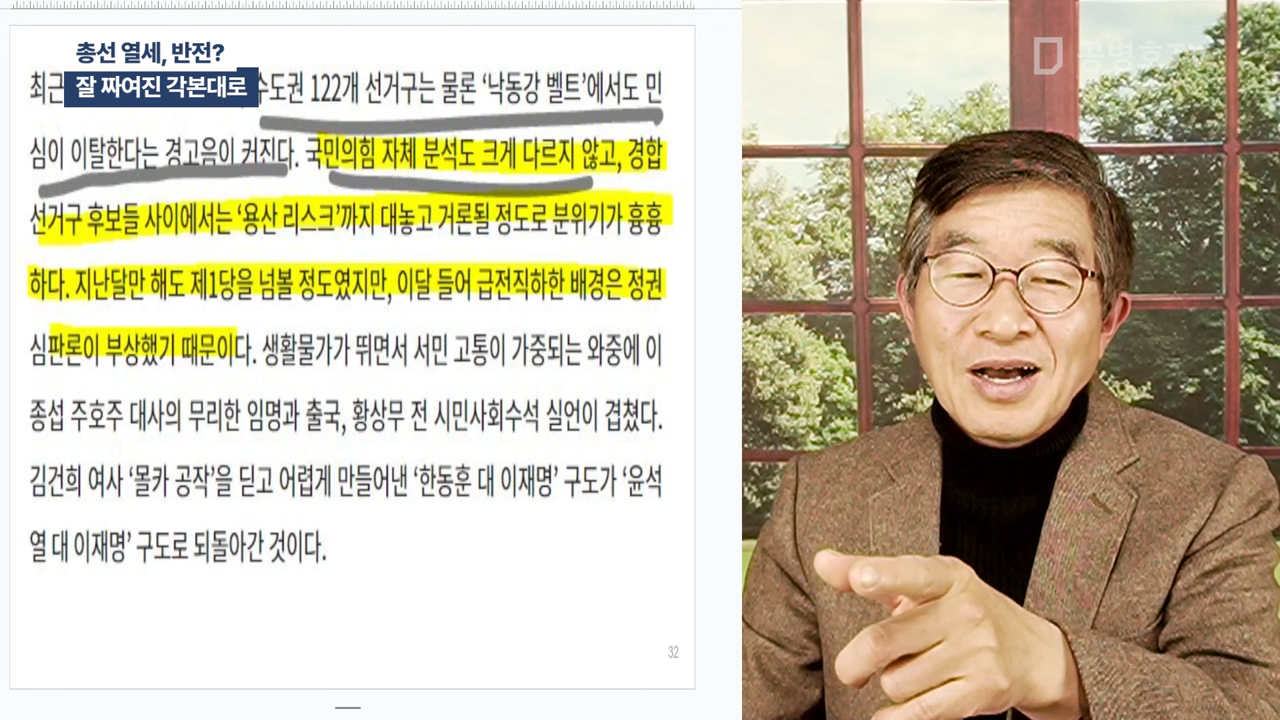 총선 열세, 반전?
잘 짜여진 각본대로
최근 수도권 122개 선거구는 물론 ‘낙동강 벨트’에서도 민
심이 이탈한다는 경고음이 커진다. 국민의힘 자체 분석도 크게 다르지 않고, 경합
선거구 후보들 사이에서는 ‘용산 리스크’까지 대놓고 거론될 정도로 분위기가 흉흉
하다. 지난달만 해도 제1당을 넘볼 정도였지만, 이달 들어 급전직하한 배경은 정권
심판론이 부상했기 때문이다. 생활물가가 뛰면서 서민 고통이 가중되는 와중에 이
종섭 주호주 대사의 무리한 임명과 출국, 황상무 전 시민사회수석 실언이 겹쳤다.
김건희 여사 ‘몰카 공작’을 딛고 어렵게 만들어낸 ‘한동훈 대 이재명’ 구도가 ‘윤석
열 대 이재명’ 구도로 되돌아간 것이다.
32
공병호TV